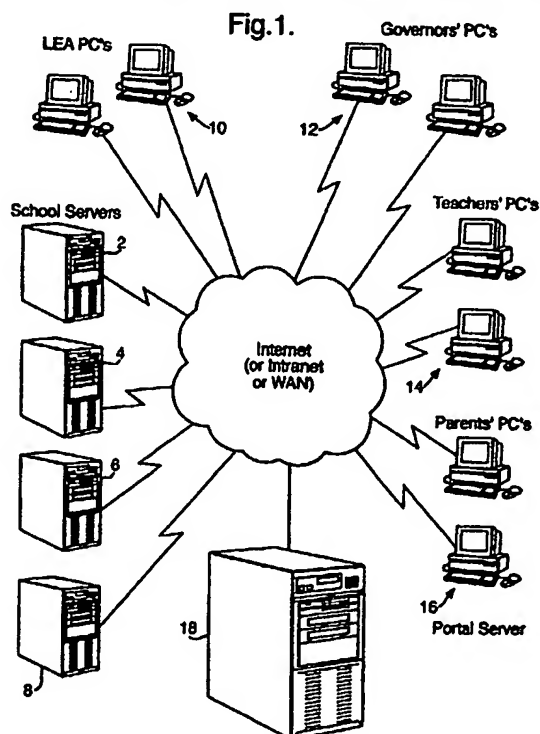 Fig.1.
LEA PC's
Governors' PC's
10
12
School Servers
Teachers' PC's
2
4
Internet
(or Intranet
or WAN)
14
Parents' PC's
6
16
18
Portal Server
8